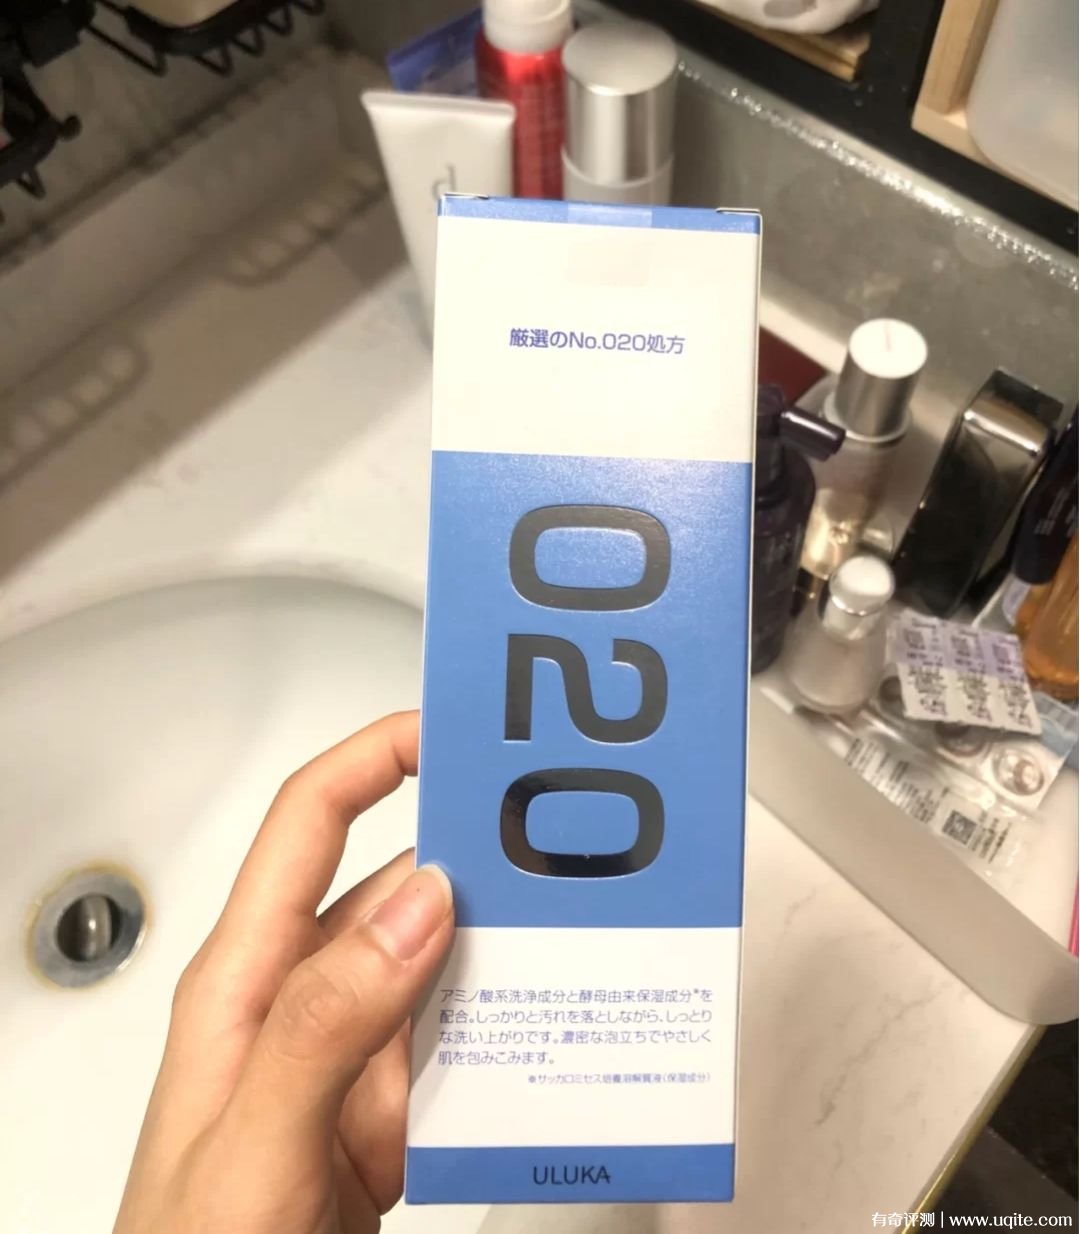 d
厳選のNo.020処方
020
アミノ酸系洗浄成分と酵母由来保湿成分*を
配合。しっかりと汚れを落としながら、しっとり
な洗い上がりです。濃密な泡立ちでやさしく
肌を包みこみます。
※サッカロミセス培養溶解質液(保湿成分)
ULUKA
有奇评测 | www.uqite.com